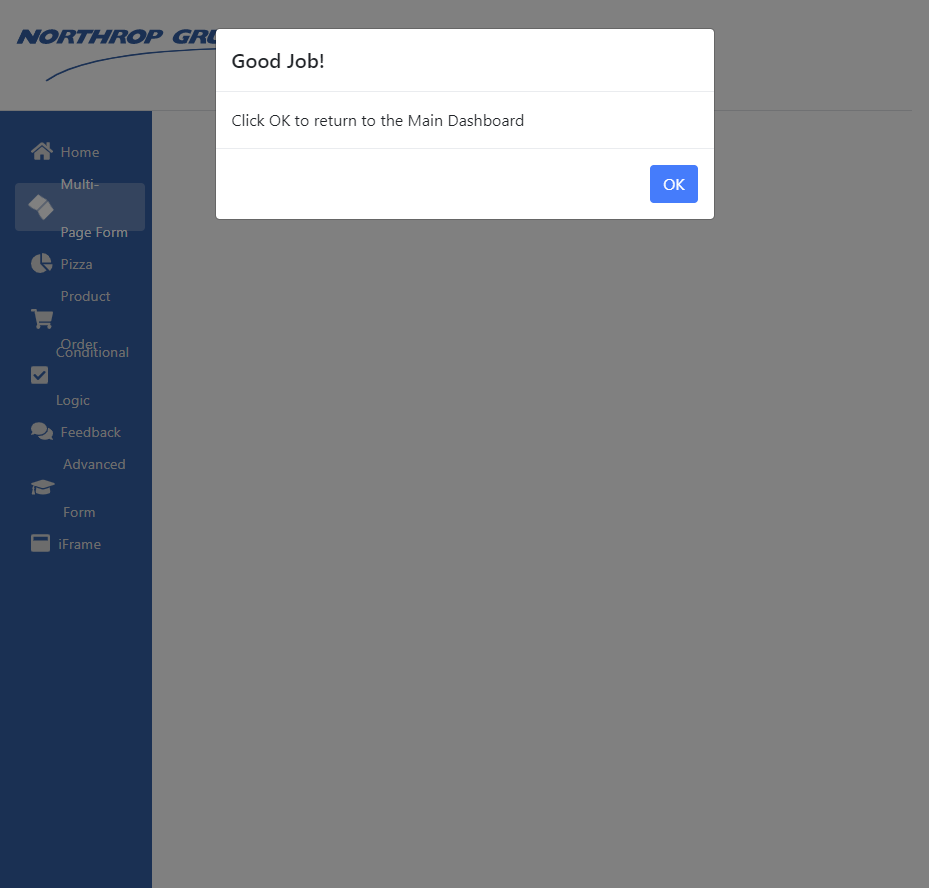 NORTHROP
Good Job!
Click OK to return to the Main Dashboard
OK
Home
Multi-
Page Form
Pizza
Product
Order
Conditional
Logic
Feedback
Advanced
Form
iFrame